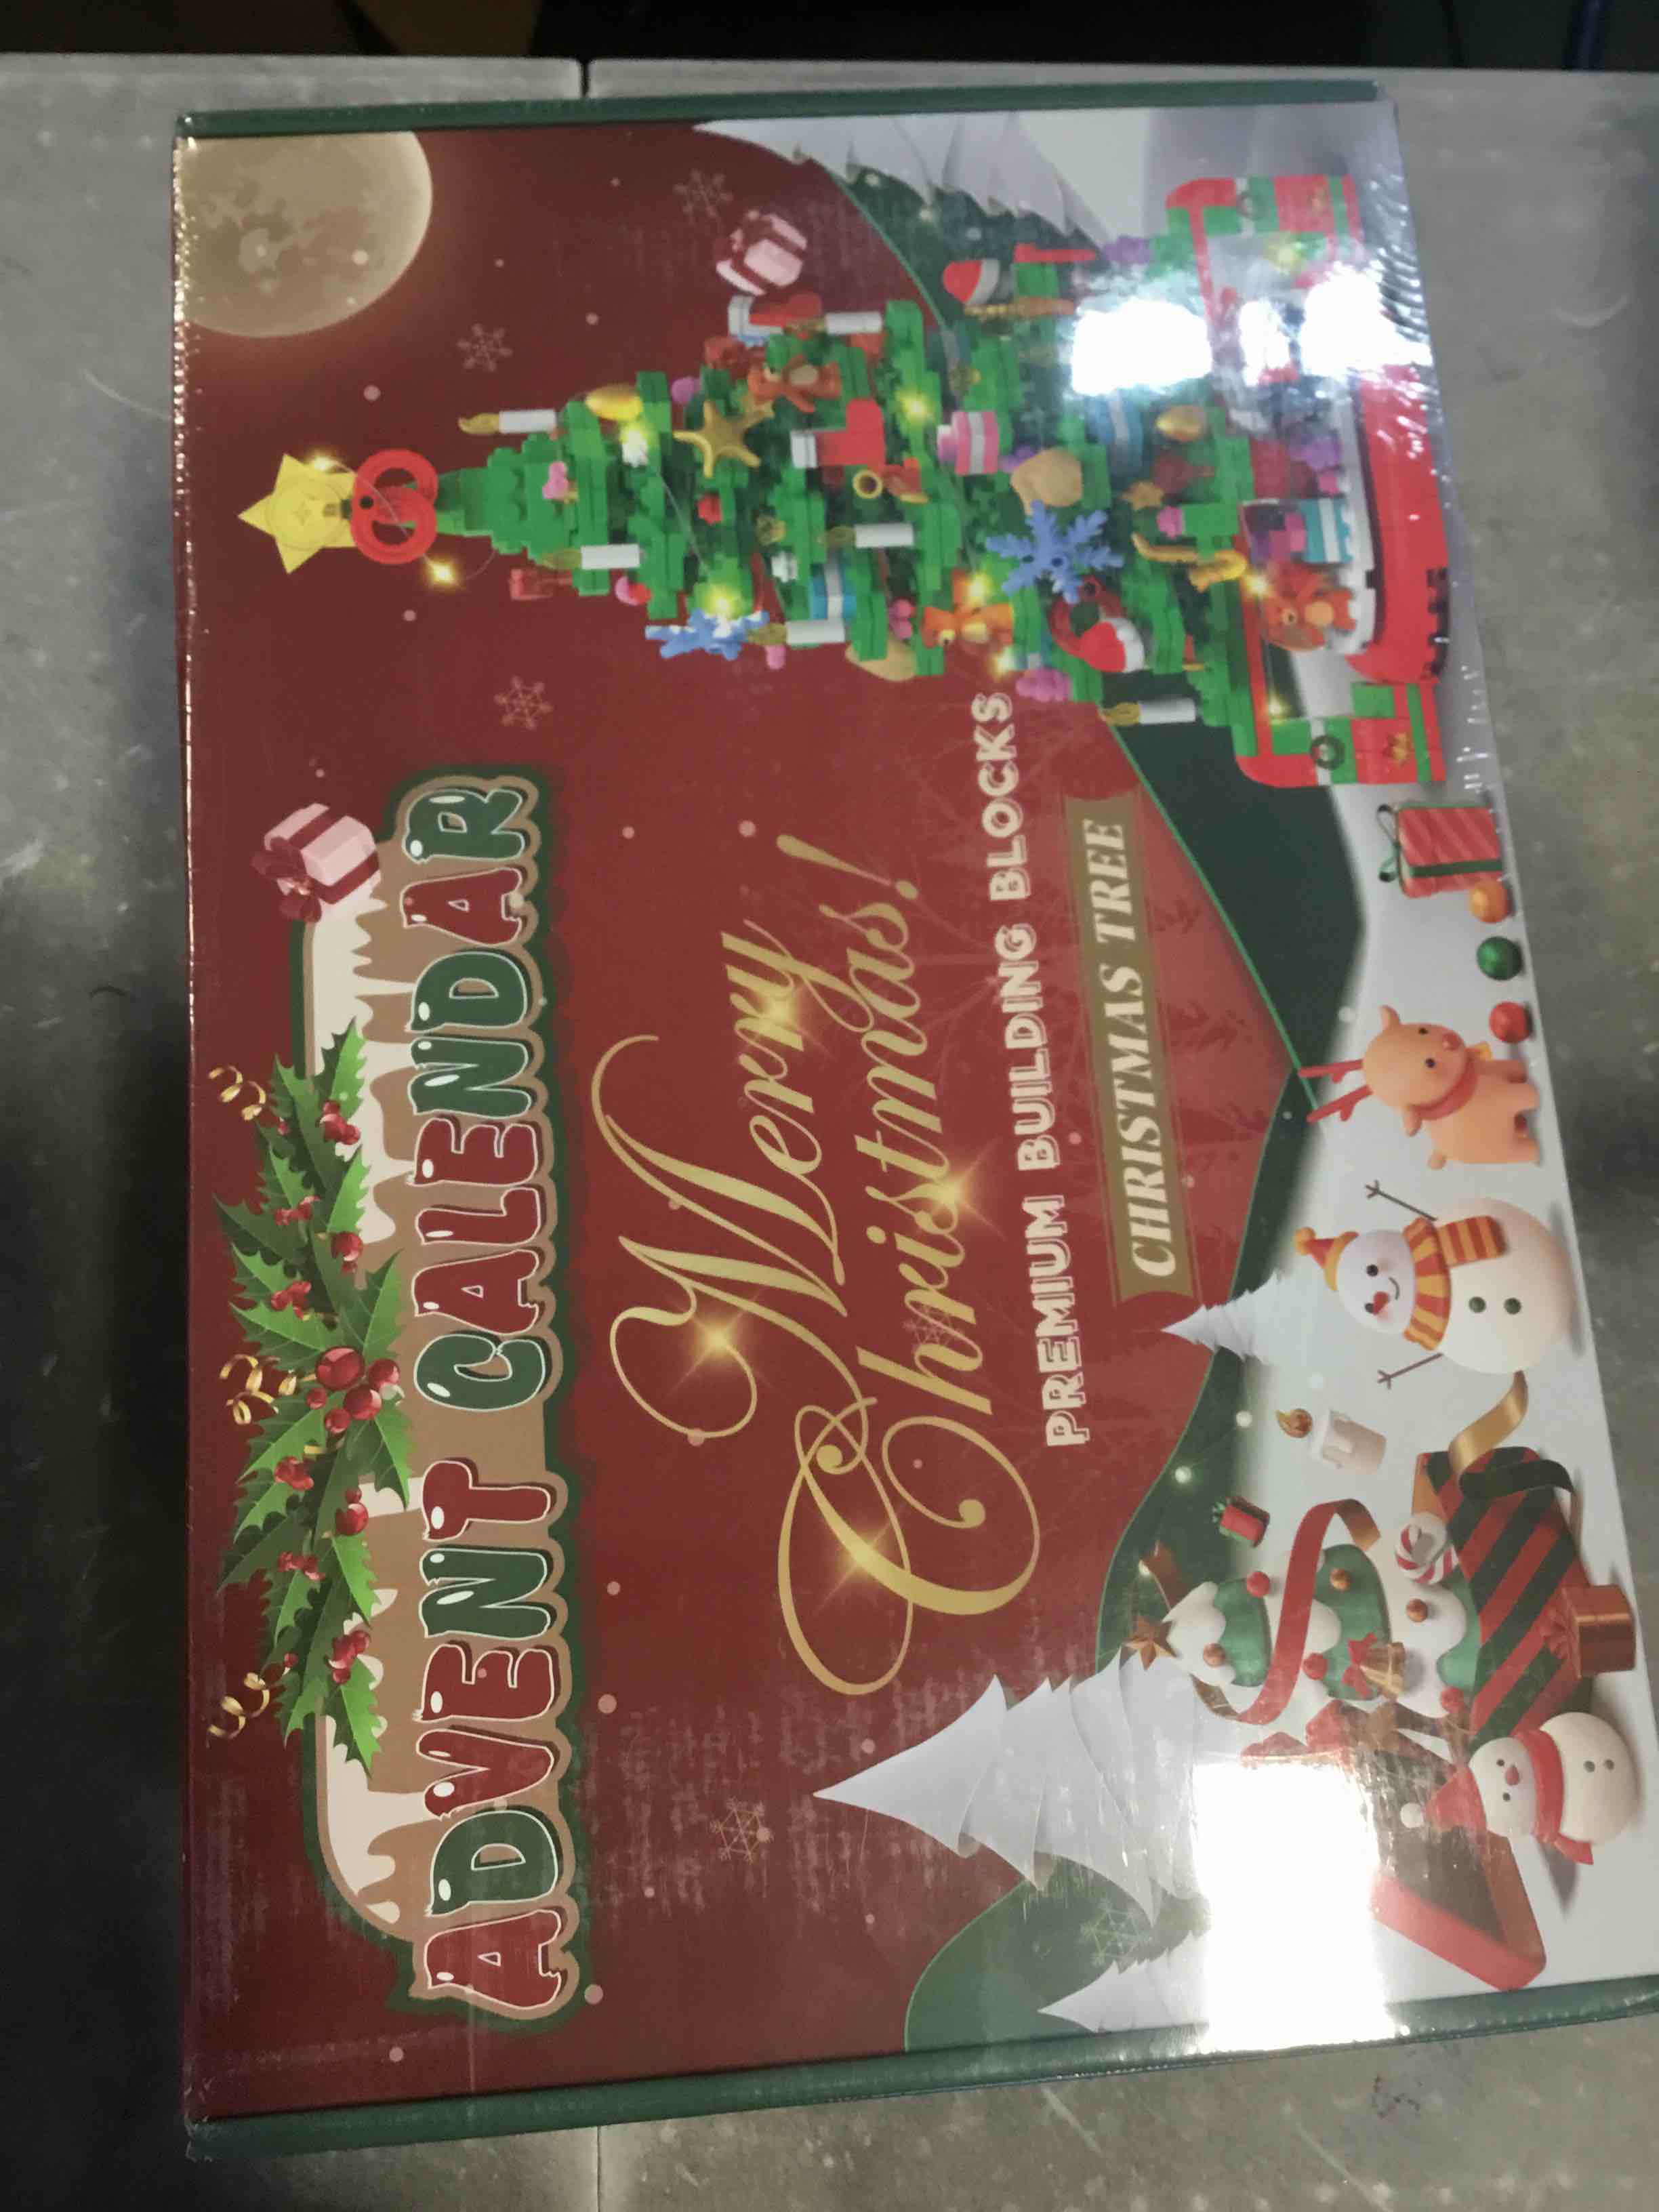 ADVENT CALENDAR
Merry
Christmas!
PREMIUM BUILDING BLOCKS
CHRISTMAS TREE